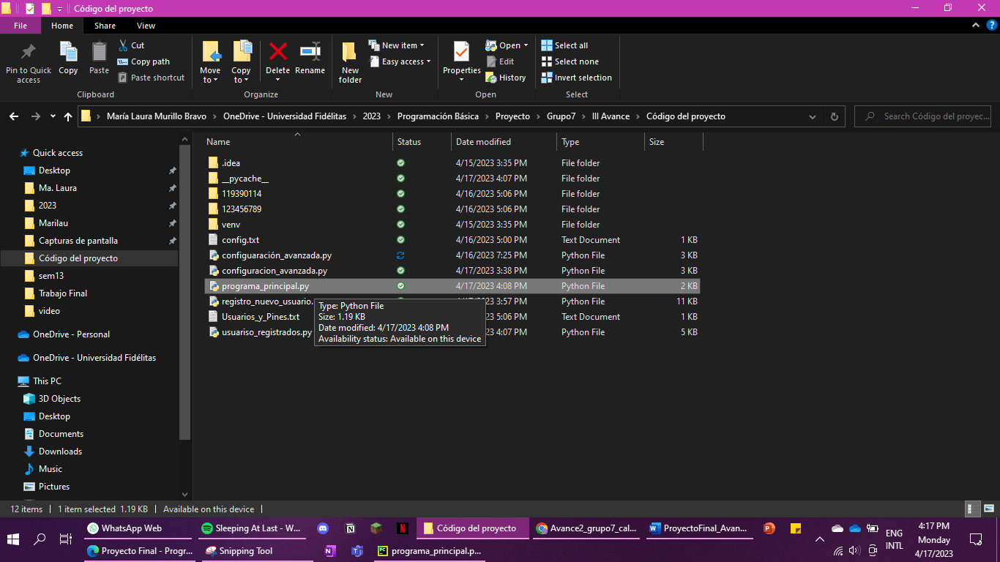 Código del proyecto
File Home Share View
Pin to Quick access
Copy
Paste
Cut
Copy path
Paste shortcut
Clipboard
Move to
Copy to
Delete
Rename
Organize
New folder
New item
Easy access
New
Properties
Open
Edit
History
Open
Select all
Select none
Invert selection
Select
María Laura Murillo Bravo > OneDrive - Universidad Fidélitas > 2023 > Programación Básica > Proyecto > Grupo7 > III Avance > Código del proyecto
Search Código del proyec...
Quick access
Desktop
Ma. Laura
2023
Marilau
Capturas de pantalla
Código del proyecto
sem13
Trabajo Final
video
OneDrive - Personal
OneDrive - Universidad Fidélitas
This PC
3D Objects
Desktop
Documents
Downloads
Music
Pictures
Name Status Date modified Type Size
.idea 4/15/2023 3:35 PM File folder
__pycache__ 4/17/2023 4:07 PM File folder
119390114 4/16/2023 5:06 PM File folder
123456789 4/16/2023 5:06 PM File folder
venv 4/15/2023 3:35 PM File folder
config.txt 4/16/2023 5:00 PM Text Document 1 KB
configuaración_avanzada.py 4/16/2023 7:25 PM Python File 3 KB
configuracion_avanzada.py 4/17/2023 3:38 PM Python File 3 KB
programa_principal.py 4/17/2023 4:08 PM Python File 2 KB
registro_nuevo_usuario. 3:57 PM Python File 11 KB
Usuarios_y_Pines.txt 5:06 PM Text Document 1 KB
usuariso_registrados.py 4:07 PM Python File 5 KB
Type: Python File
Size: 1.19 KB
Date modified: 4/17/2023 4:08 PM
Availability status: Available on this device
12 items 1 item selected 1.19 KB Available on this device
WhatsApp Web
Sleeping At Last - W...
Código del proyecto
Avance2_grupo7_cal...
ProyectoFinal_Avan...
Proyecto Final - Progr...
Snipping Tool
programa_principal.p...
ENG
INTL
4:17 PM
Monday
4/17/2023